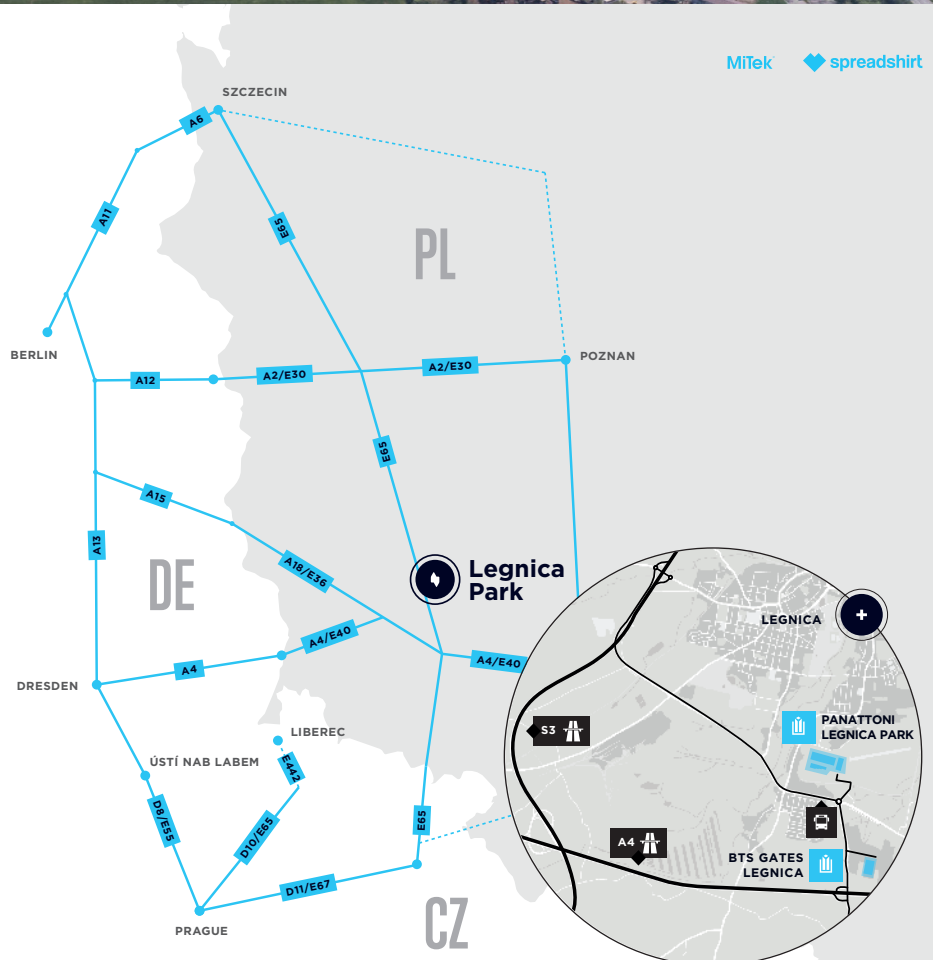 MiTek
spreadshirt
SZCZECIN
A6
A11
E65
PL
BERLIN
POZNAN
A12
A2/E30
A2/E30
E65
A15
A13
A18/E36
DE
Legnica
Park
LEGNICA
A4/E40
A4/E40
A4
DRESDEN
LIBEREC
ÚSTÍ NAB LABEM
E442
S3
PANATTONI
LEGNICA PARK
D8/E55
D10/E65
E65
A4
BTS GATES
LEGNICA
D11/E67
PRAGUE
CZ